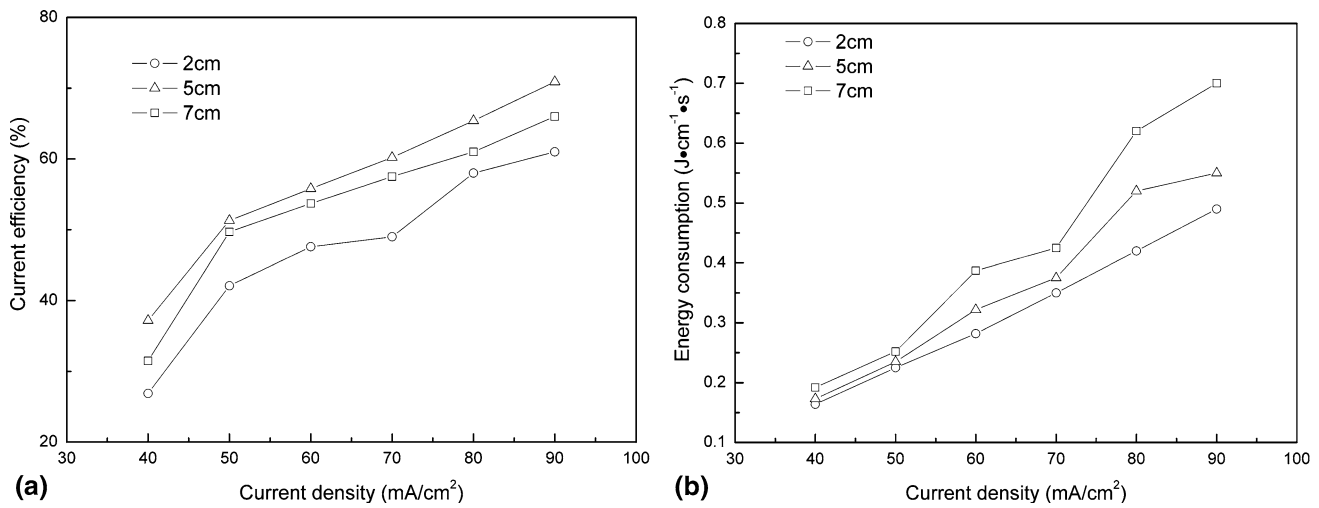 80
60
40
20
Current efficiency (%)
2cm
5cm
7cm
30 40 50 60 70 80 90 100
Current density (mA/cm²)
(a)
0.8
0.7
0.6
0.5
0.4
0.3
0.2
0.1
Energy consumption (J•cm⁻¹•s⁻¹)
2cm
5cm
7cm
30 40 50 60 70 80 90 100
Current density (mA/cm²)
(b)